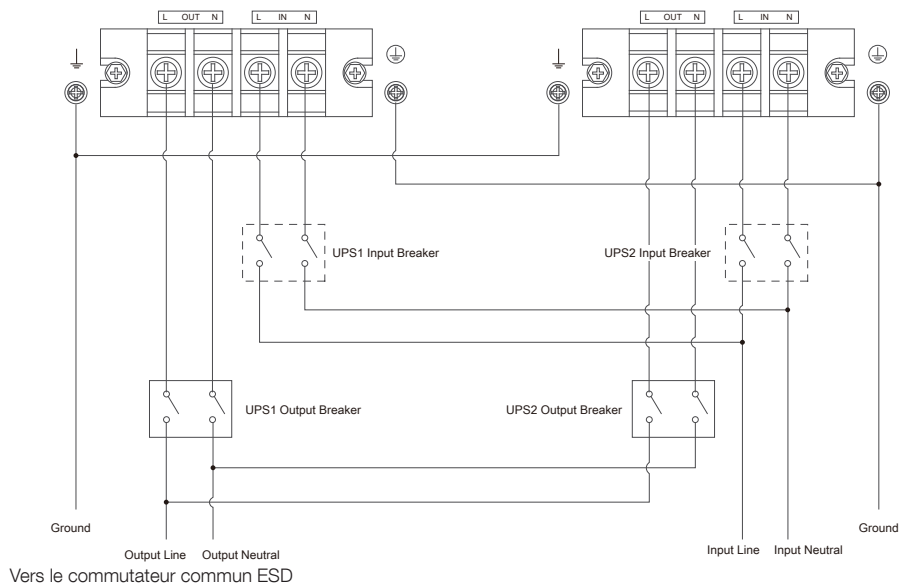 L OUT N L IN N
L OUT N L IN N
UPS1 Input Breaker
UPS2 Input Breaker
UPS1 Output Breaker
UPS2 Output Breaker
Ground
Ground
Output Line
Output Neutral
Input Line
Input Neutral
Vers le commutateur commun ESD